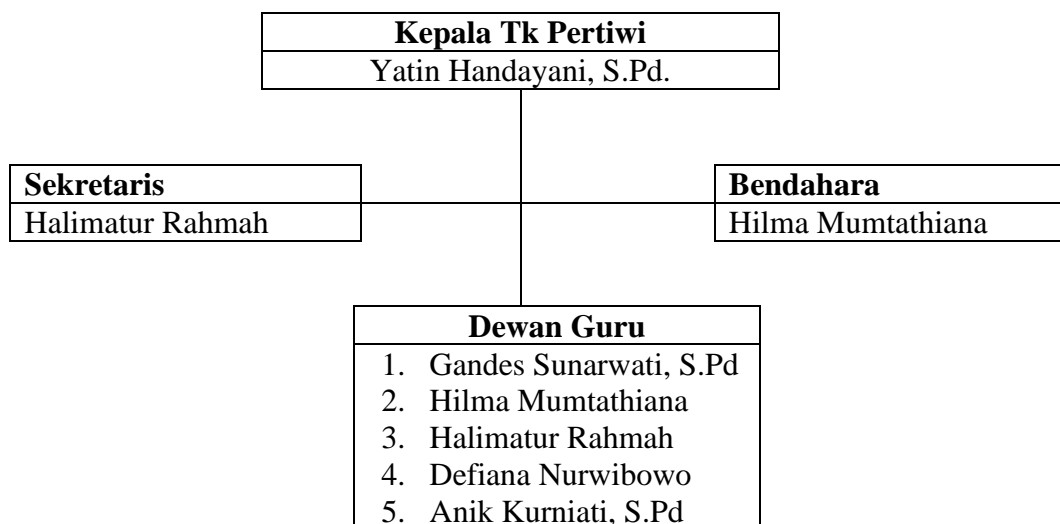 Kepala Tk Pertiwi
Yatin Handayani, S.Pd.
Sekretaris
Halimatur Rahmah
Bendahara
Hilma Mumtathiana
Dewan Guru
1. Gandes Sunarwati, S.Pd
2. Hilma Mumtathiana
3. Halimatur Rahmah
4. Defiana Nurwibowo
5. Anik Kurniati, S.Pd